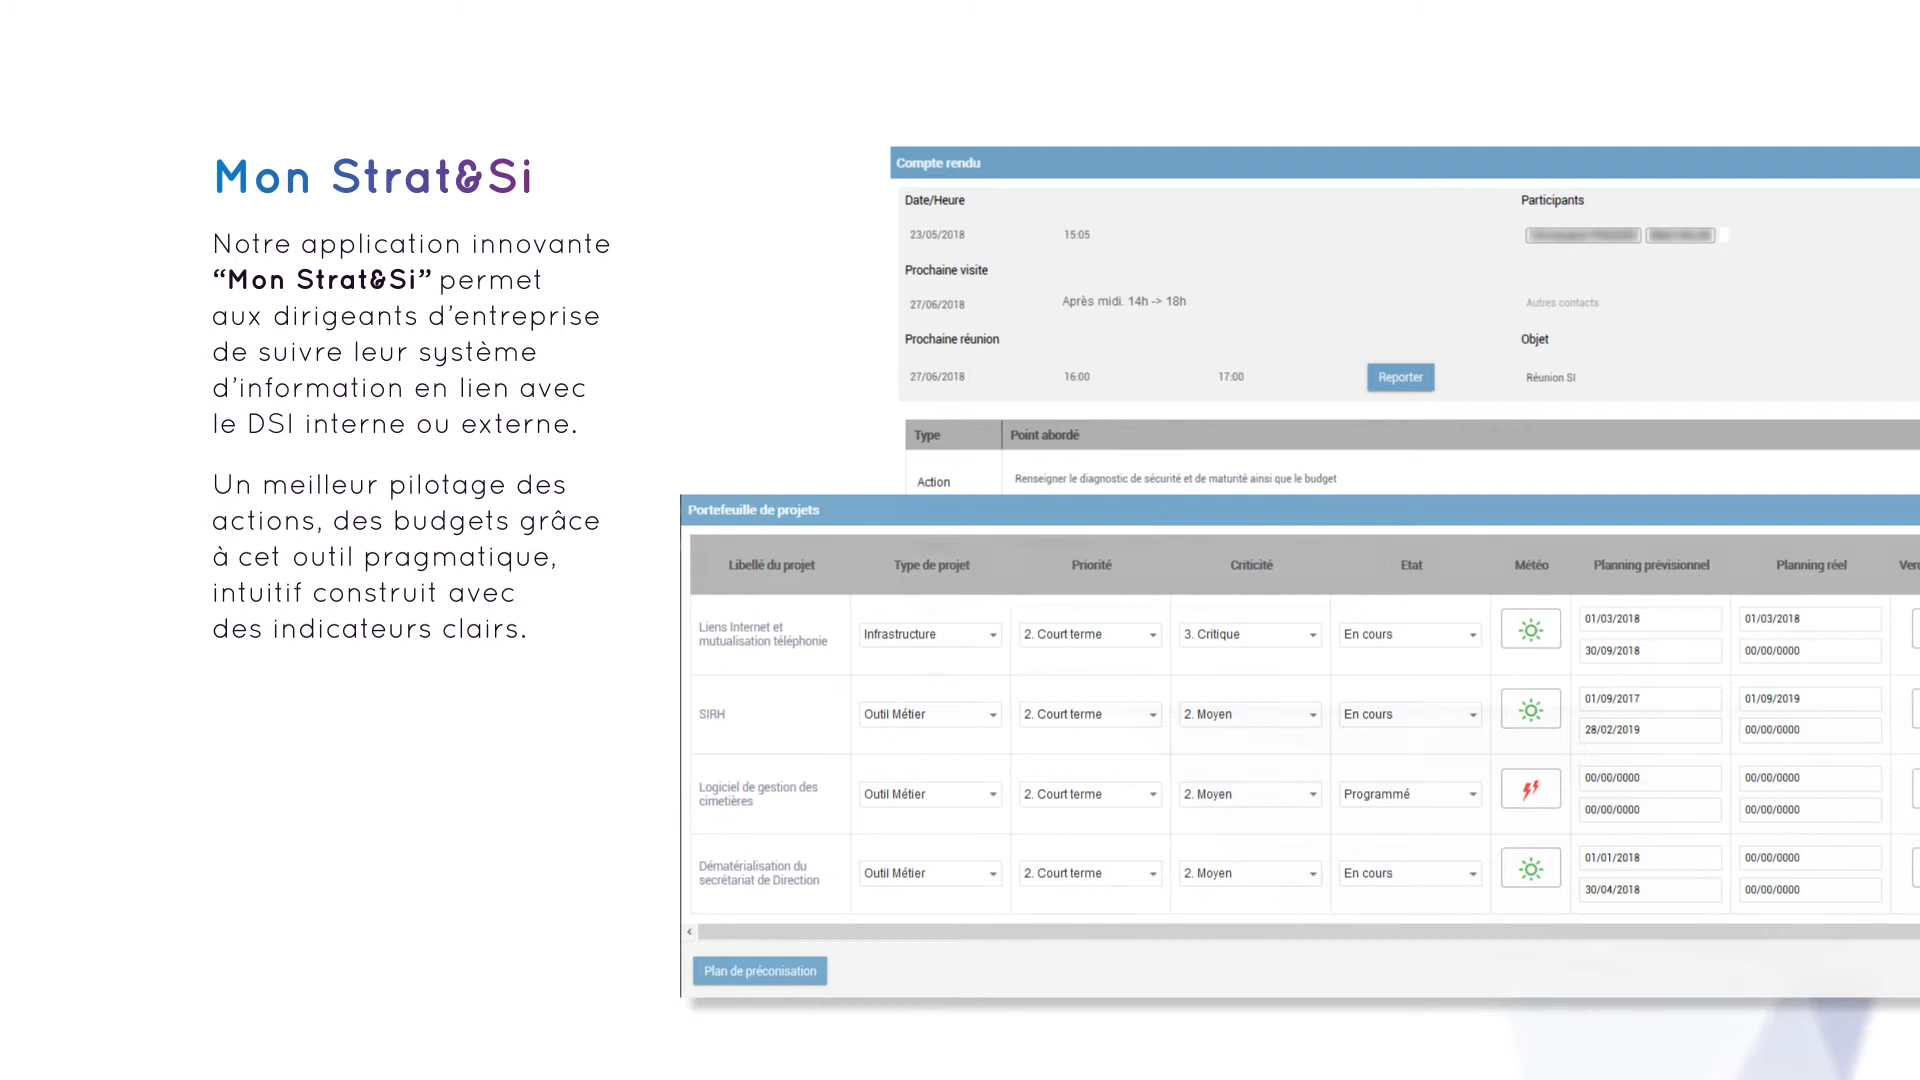 Mon Strat&Si
Notre application innovante
“Mon Strat&Si” permet
aux dirigeants d’entreprise
de suivre leur système
d’information en lien avec
le DSI interne ou externe.
Un meilleur pilotage des
actions, des budgets grâce
à cet outil pragmatique,
intuitif construit avec
des indicateurs clairs.
Compte rendu
Date/Heure Participants
23/05/2018 15:05
Prochaine visite
27/06/2018 Après midi. 14h -> 18h Autres contacts
Prochaine réunion Objet
27/06/2018 16:00 17:00 Reporter Réunion SI
Type Point abordé
Action Renseigner le diagnostic de sécurité et de maturité ainsi que le budget
Portefeuille de projets
Libellé du projet Type de projet Priorité Criticité Etat Météo Planning prévisionnel Planning réel
Liens Internet et
mutualisation téléphonie
Infrastructure 2. Court terme 3. Critique En cours
01/03/2018 01/03/2018
30/09/2018 00/00/0000
SIRH Outil Métier 2. Court terme 2. Moyen En cours
01/09/2017 01/09/2019
28/02/2019 00/00/0000
Logiciel de gestion des
cimetières
Outil Métier 2. Court terme 2. Moyen Programmé
00/00/0000 00/00/0000
00/00/0000 00/00/0000
Dématérialisation du
secrétariat de Direction
Outil Métier 2. Court terme 2. Moyen En cours
01/01/2018 00/00/0000
30/04/2018 00/00/0000
Plan de préconisation